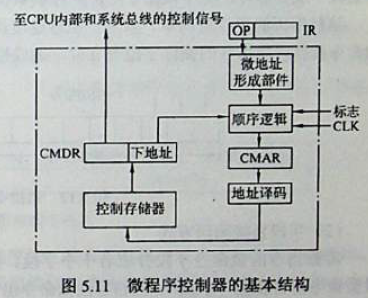 至CPU内部和系统总线的控制信号
OP
IR
微地址
形成部件
顺序逻辑
标志
CLK
CMDR
下地址
CMAR
地址译码
控制存储器
图 5.11 微程序控制器的基本结构